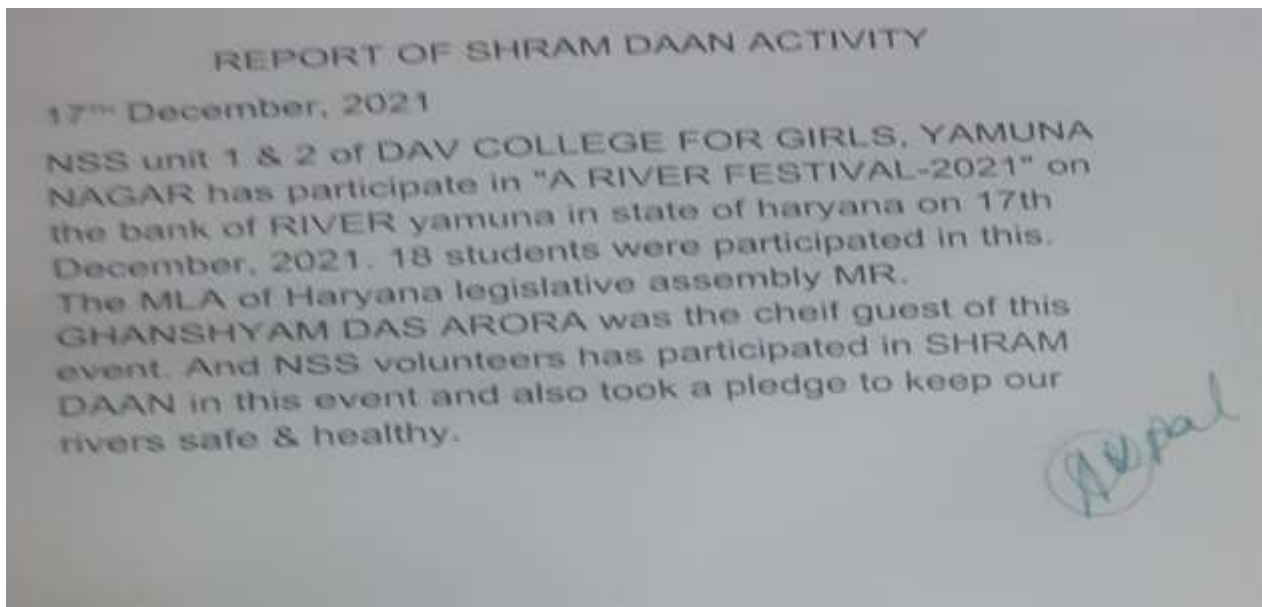 REPORT OF SHRAM DAAN ACTIVITY
17TH December, 2021
NSS unit 1 & 2 of DAV COLLEGE FOR GIRLS, YAMUNA
NAGAR has participate in "A RIVER FESTIVAL-2021" on
the bank of RIVER yamuna in state of haryana on 17th
December, 2021. 18 students were participated in this.
The MLA of Haryana legislative assembly MR.
GHANSHYAM DAS ARORA was the cheif guest of this
event. And NSS volunteers has participated in SHRAM
DAAN in this event and also took a pledge to keep our
rivers safe & healthy.